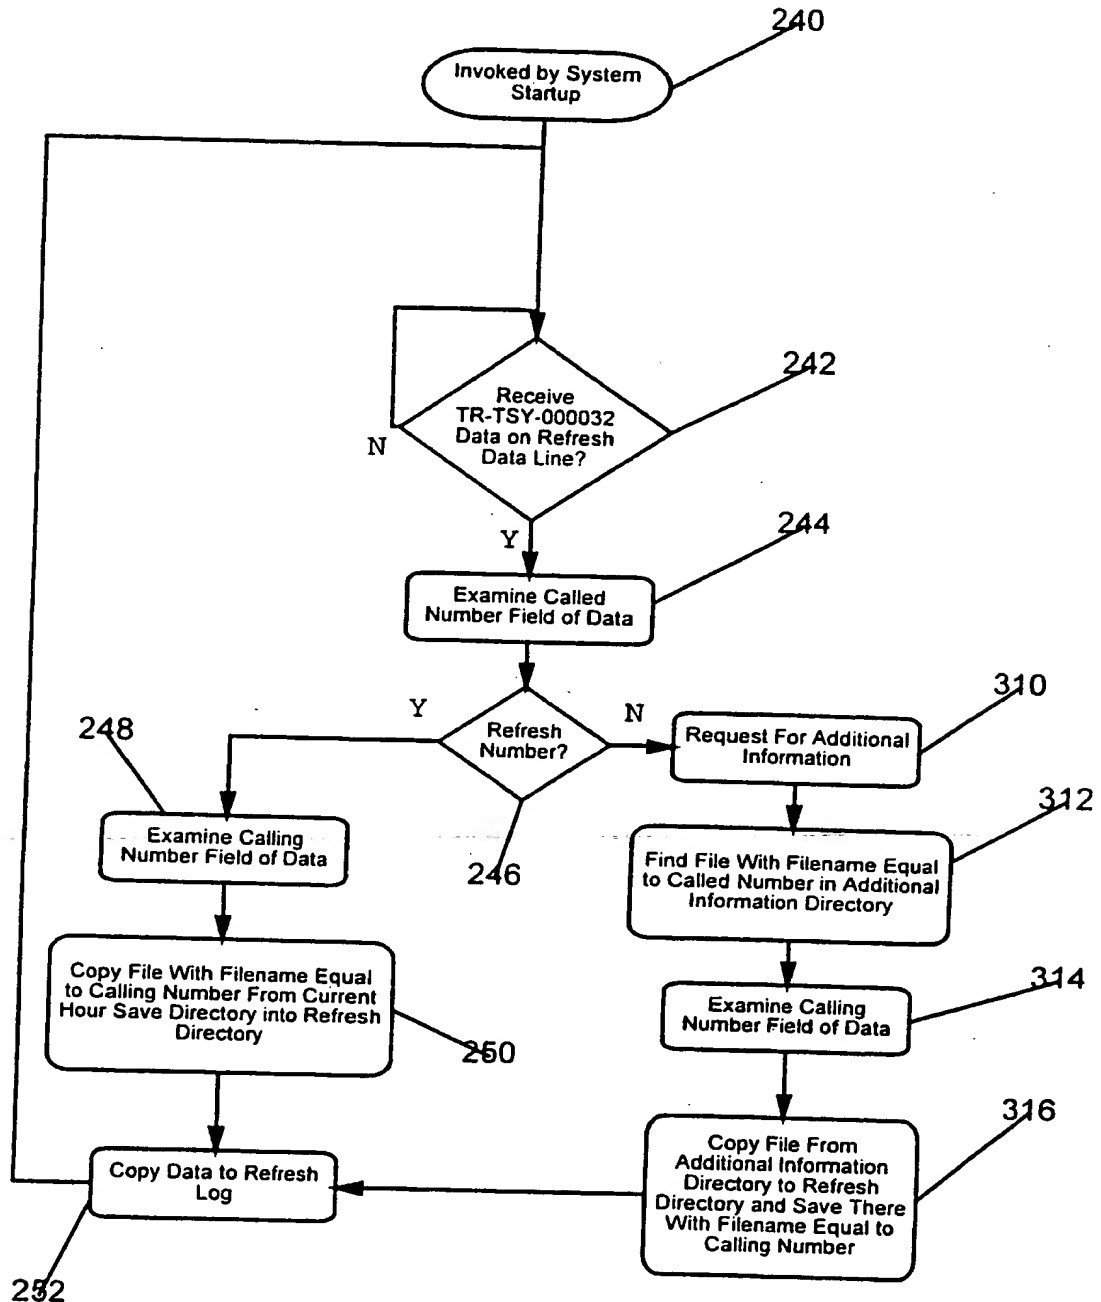 240
Invoked by System
Startup
242
Receive
TR-TSY-000032
Data on Refresh
Data Line?
N
Y
244
Examine Called
Number Field of Data
Y
Refresh
Number?
N
246
310
Request For Additional
Information
248
Examine Calling
Number Field of Data
312
Find File With Filename Equal
to Called Number in Additional
Information Directory
Copy File With Filename Equal
to Calling Number From Current
Hour Save Directory into Refresh
Directory
250
314
Examine Calling
Number Field of Data
316
Copy File From
Additional Information
Directory to Refresh
Directory and Save There
With Filename Equal to
Calling Number
Copy Data to Refresh
Log
252